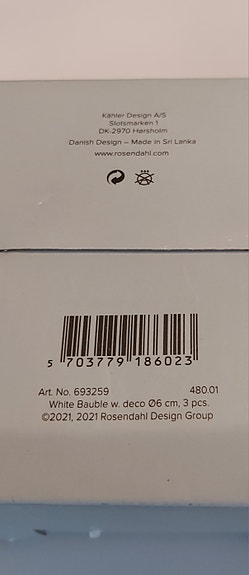 Kähler Design A/S
Slotsmarken 1
DK-2970 Hørsholm
Danish Design – Made in Sri Lanka
www.rosendahl.com
5 703779 186023
Art. No. 693259 480.01
White Bauble w. deco Ø6 cm, 3 pcs.
©2021, 2021 Rosendahl Design Group